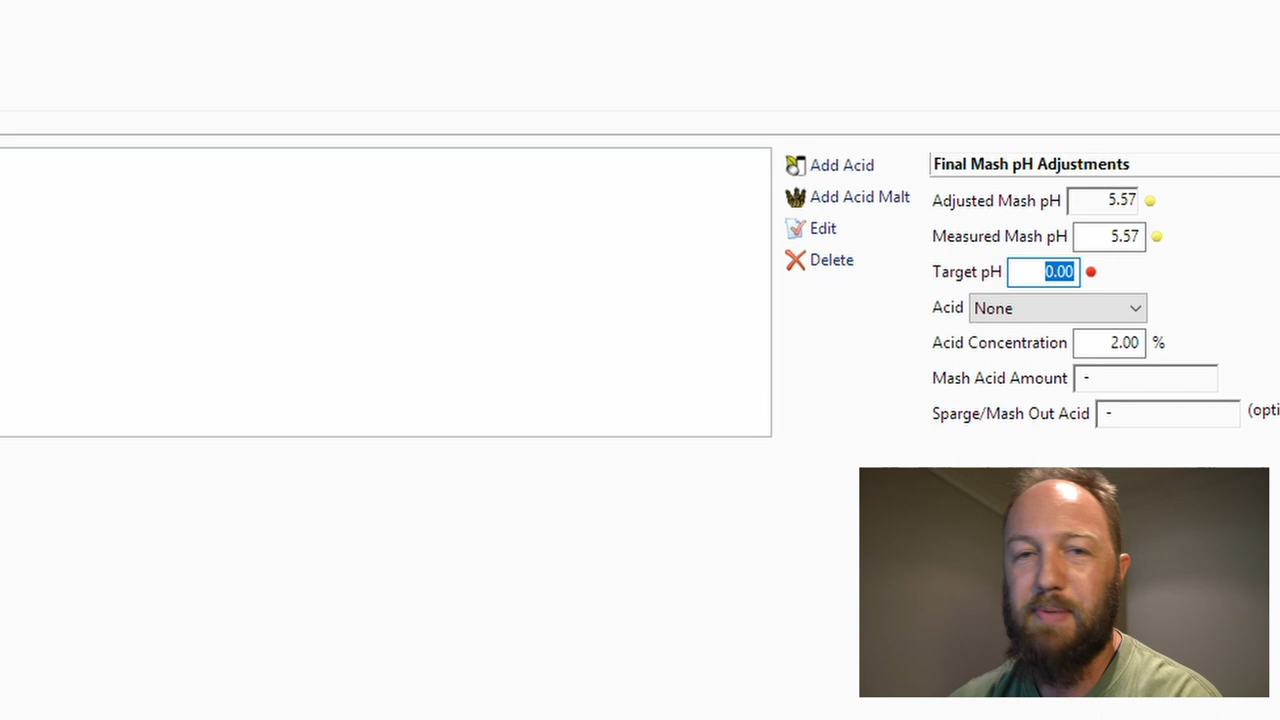 Add Acid
Add Acid Malt
Edit
Delete
Final Mash pH Adjustments
Adjusted Mash pH 5.57
Measured Mash pH 5.57
Target pH 0.00
Acid None
Acid Concentration 2.00 %
Mash Acid Amount -
Sparge/Mash Out Acid - (opti